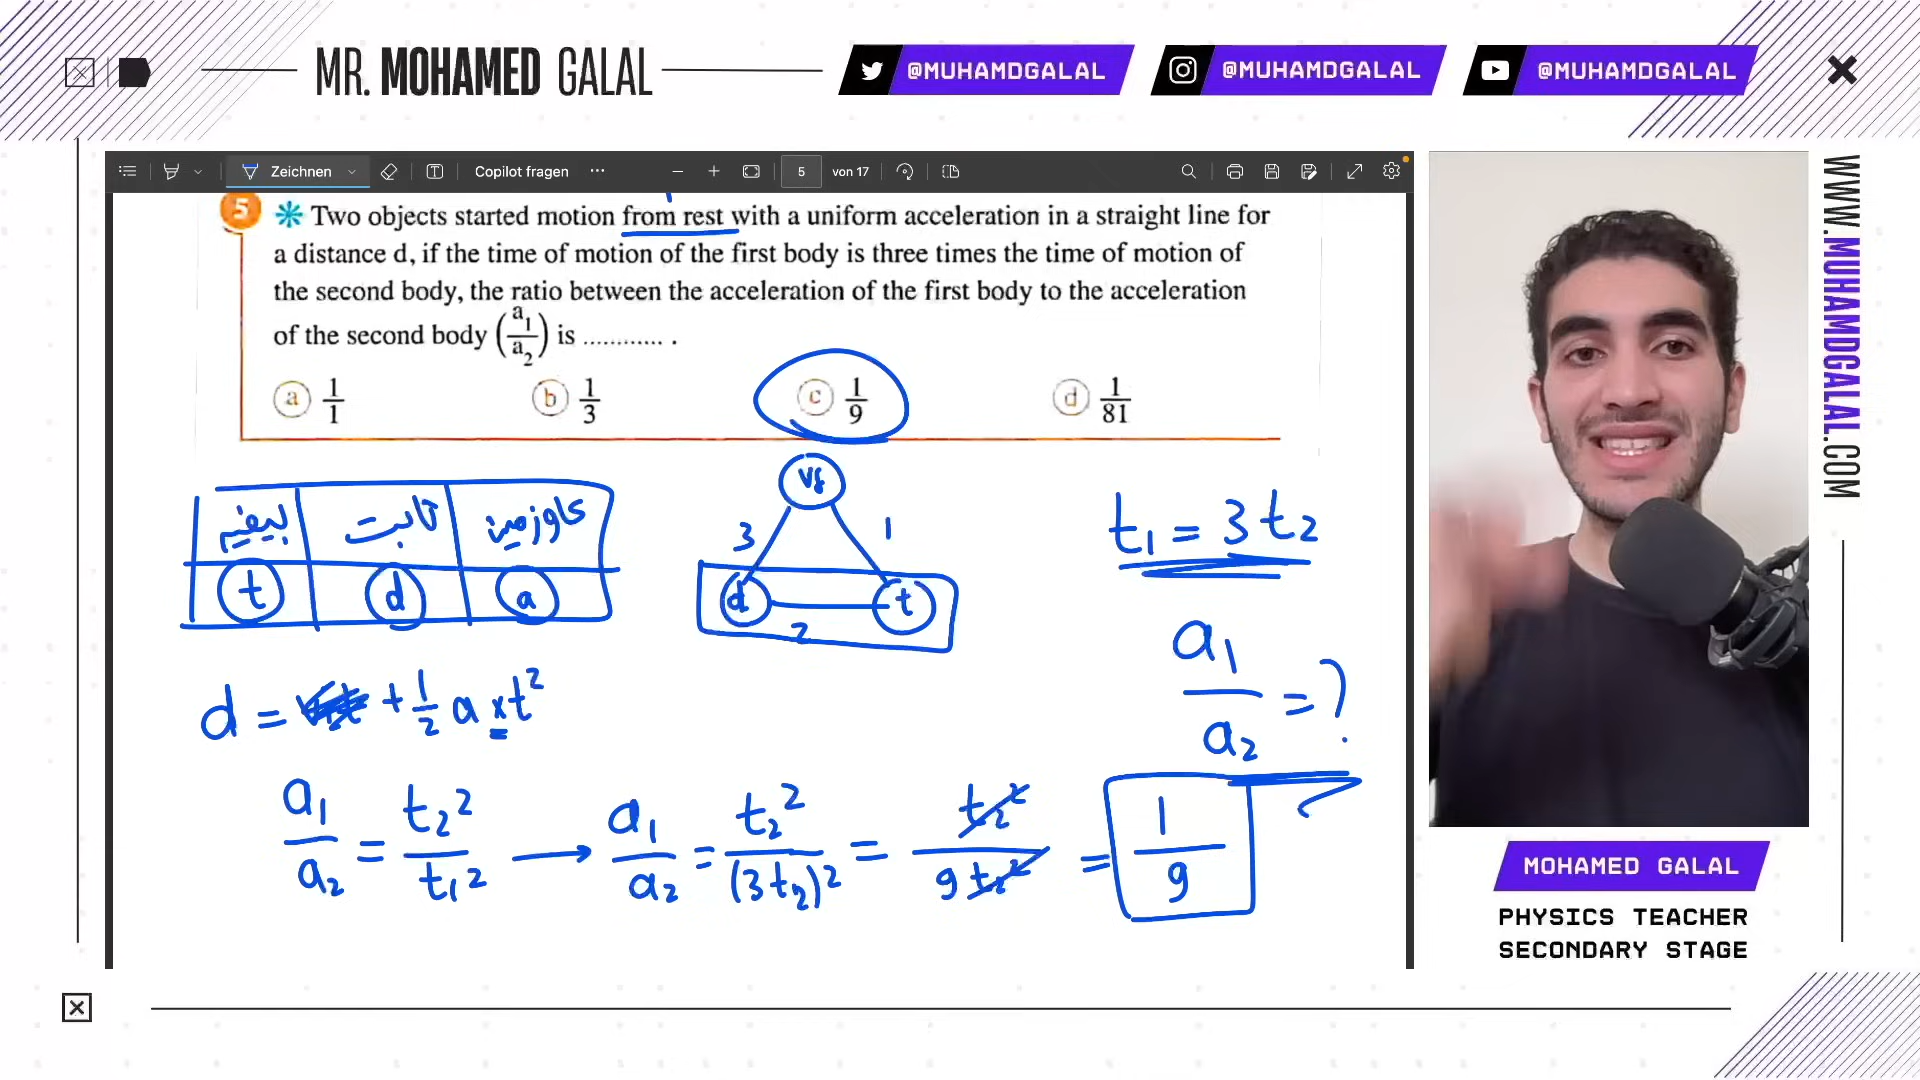 MR. MOHAMED GALAL
@MUHAMDGALAL
@MUHAMDGALAL
@MUHAMDGALAL
Zeichnen
Copilot fragen
5 von 17
5 Two objects started motion from rest with a uniform acceleration in a straight line for
a distance d, if the time of motion of the first body is three times the time of motion of
the second body, the ratio between the acceleration of the first body to the acceleration
of the second body (a₁/a₂) is ............ .
a 1/1 b 1/3 c 1/9 d 1/81
بيتغير ثابت عاوز مين
t d a
Vf
3 1
d t
2
t₁ = 3t₂
a₁/a₂ = ?
d = + 1/2 a × t²
a₁/a₂ = t₂²/t₁² → a₁/a₂ = t₂²/(3t₂)² = t₂²/9t₂² = 1/9
WWW.MUHAMDGALAL.COM
MOHAMED GALAL
PHYSICS TEACHER
SECONDARY STAGE